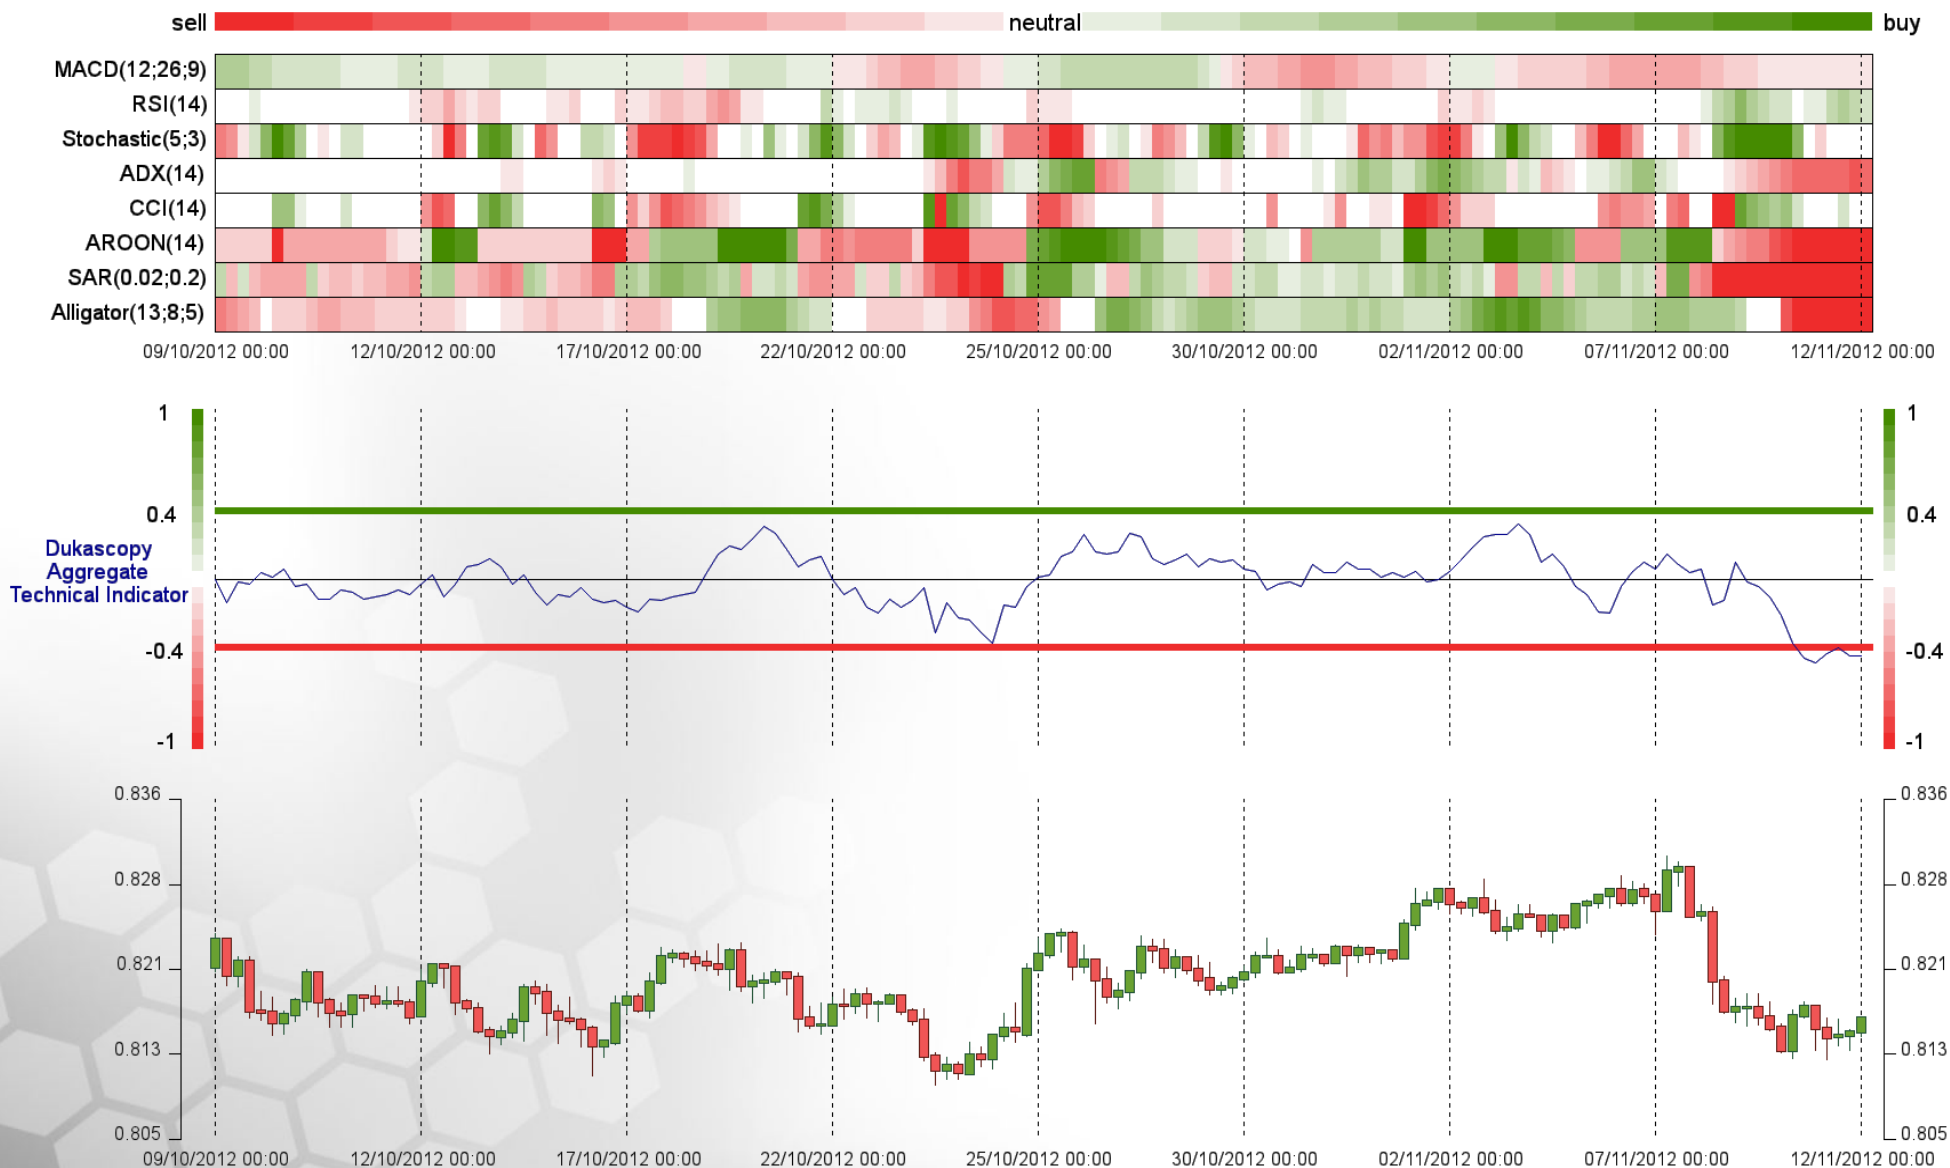 sell neutral buy
MACD(12;26;9)
RSI(14)
Stochastic(5;3)
ADX(14)
CCI(14)
AROON(14)
SAR(0.02;0.2)
Alligator(13;8;5)
09/10/2012 00:00 12/10/2012 00:00 17/10/2012 00:00 22/10/2012 00:00 25/10/2012 00:00 30/10/2012 00:00 02/11/2012 00:00 07/11/2012 00:00 12/11/2012 00:00
1 1
0.4 0.4
Dukascopy
Aggregate
Technical Indicator
-0.4 -0.4
-1 -1
0.836 0.836
0.828 0.828
0.821 0.821
0.813 0.813
0.805 0.805
09/10/2012 00:00 12/10/2012 00:00 17/10/2012 00:00 22/10/2012 00:00 25/10/2012 00:00 30/10/2012 00:00 02/11/2012 00:00 07/11/2012 00:00 12/11/2012 00:00